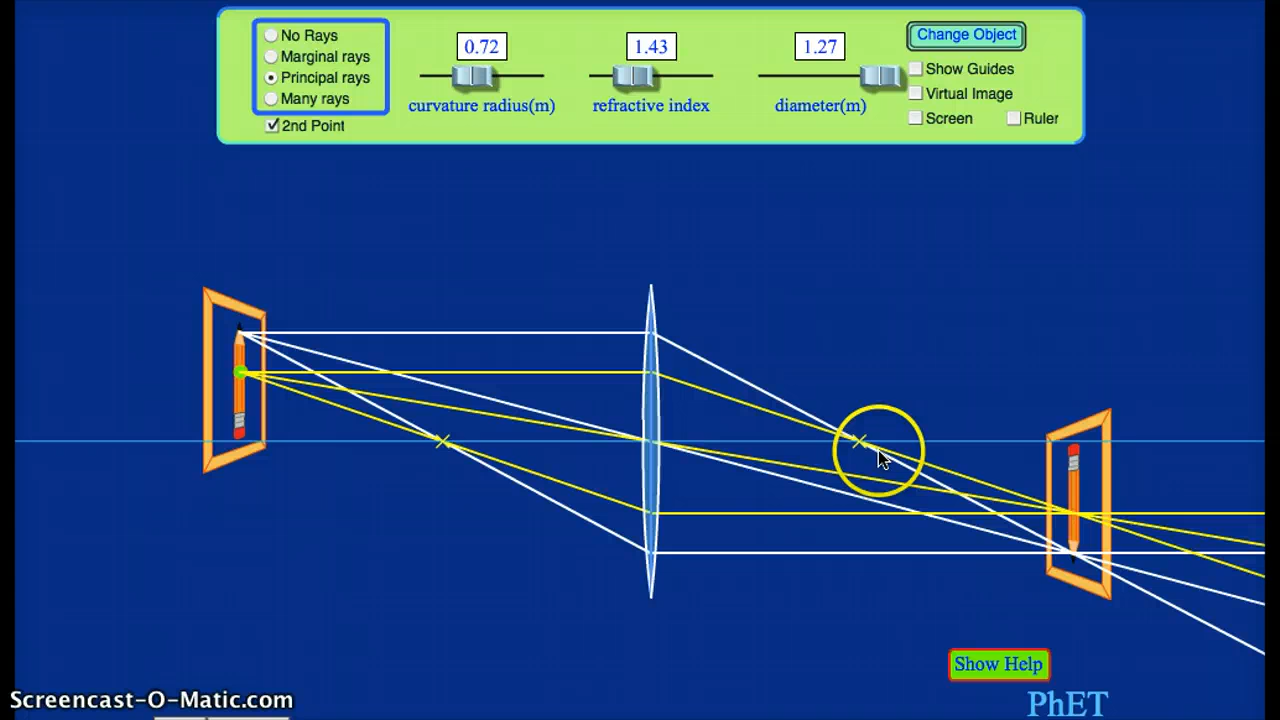 No Rays
Marginal rays
Principal rays
Many rays
2nd Point
0.72
curvature radius(m)
1.43
refractive index
1.27
diameter(m)
Change Object
Show Guides
Virtual Image
Screen
Ruler
Show Help
PhET
Screencast-O-Matic.com